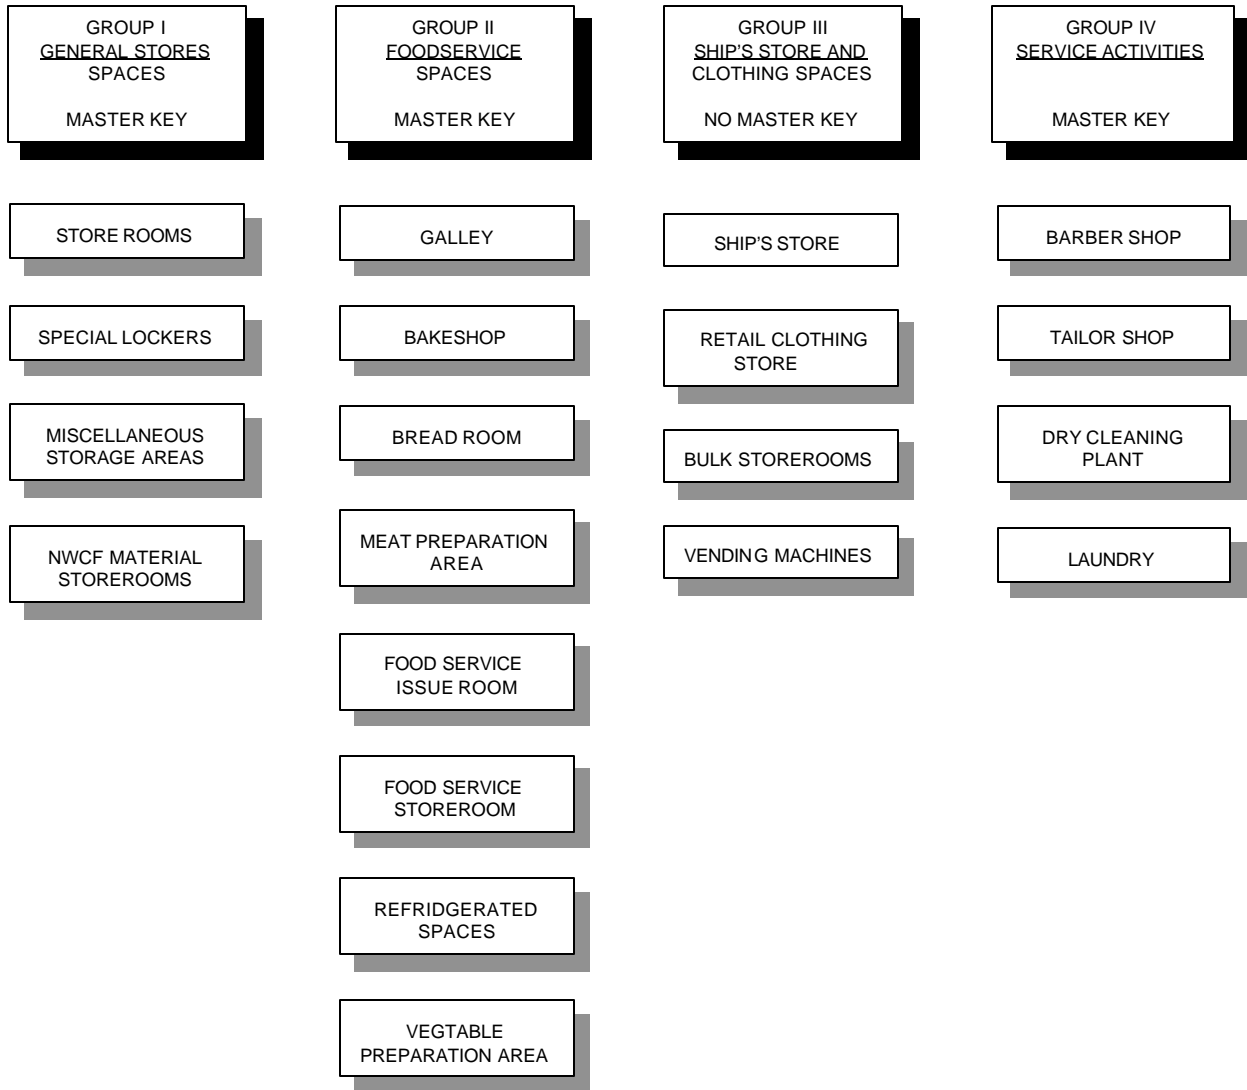 GROUP I
GENERAL STORES
SPACES
MASTER KEY
STORE ROOMS
SPECIAL LOCKERS
MISCELLANEOUS
STORAGE AREAS
NWCF MATERIAL
STOREROOMS
GROUP II
FOODSERVICE
SPACES
MASTER KEY
GALLEY
BAKESHOP
BREAD ROOM
MEAT PREPARATION
AREA
FOOD SERVICE
ISSUE ROOM
FOOD SERVICE
STOREROOM
REFRIDGERATED
SPACES
VEGTABLE
PREPARATION AREA
GROUP III
SHIP'S STORE AND
CLOTHING SPACES
NO MASTER KEY
SHIP'S STORE
RETAIL CLOTHING
STORE
BULK STOREROOMS
VENDING MACHINES
GROUP IV
SERVICE ACTIVITIES
MASTER KEY
BARBER SHOP
TAILOR SHOP
DRY CLEANING
PLANT
LAUNDRY